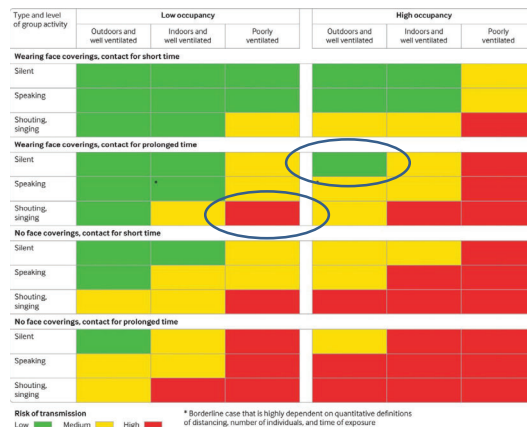 Type and level Low occupancy High occupancy
of group activity Outdoors and Indoors and Poorly Outdoors and Indoors and Poorly
well ventilated well ventilated ventilated well ventilated well ventilated ventilated
Wearing face coverings, contact for short time
Silent
Speaking
Shouting,
singing
Wearing face coverings, contact for prolonged time
Silent
Speaking *
Shouting,
singing
No face coverings, contact for short time
Silent
Speaking
Shouting,
singing
No face coverings, contact for prolonged time
Silent
Speaking
Shouting,
singing
Risk of transmission * Borderline case that is highly dependent on quantitative definitions
Low Medium High of distancing, number of individuals, and time of exposure